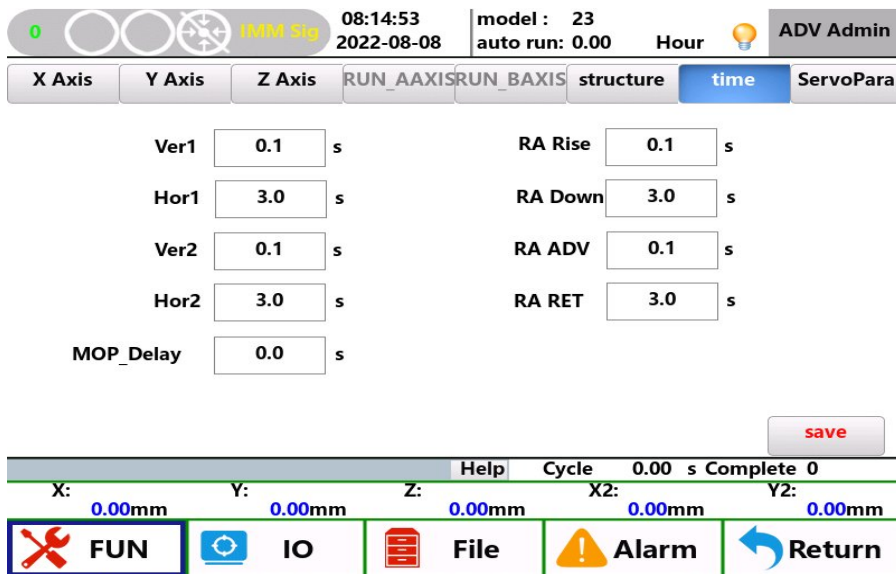 0 IMM Sig 08:14:53 model : 23 ADV Admin
2022-08-08 auto run: 0.00 Hour
X Axis Y Axis Z Axis RUN_AAXIS RUN_BAXIS structure time ServoPara
Ver1 0.1 s RA Rise 0.1 s
Hor1 3.0 s RA Down 3.0 s
Ver2 0.1 s RA ADV 0.1 s
Hor2 3.0 s RA RET 3.0 s
MOP_Delay 0.0 s
save
Help Cycle 0.00 s Complete 0
X: Y: Z: X2: Y2:
0.00mm 0.00mm 0.00mm 0.00mm 0.00mm
FUN IO File Alarm Return